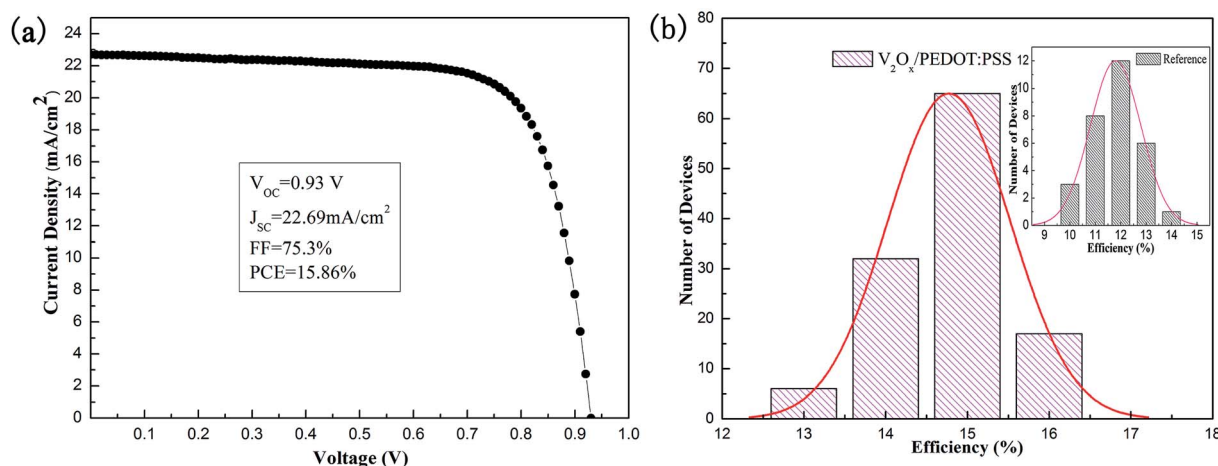 (a)
24
22
20
18
16
14
12
10
8
6
4
2
0
Current Density (mA/cm²)
V_OC=0.93 V
J_SC=22.69mA/cm²
FF=75.3%
PCE=15.86%
0.1 0.2 0.3 0.4 0.5 0.6 0.7 0.8 0.9 1.0
Voltage (V)
(b)
80
70
60
50
40
30
20
10
0
Number of Devices
V₂Oₓ/PEDOT:PSS
12 13 14 15 16 17 18
Efficiency (%)
Reference
12
10
8
6
4
2
0
Number of Devices
9 10 11 12 13 14 15
Efficiency (%)